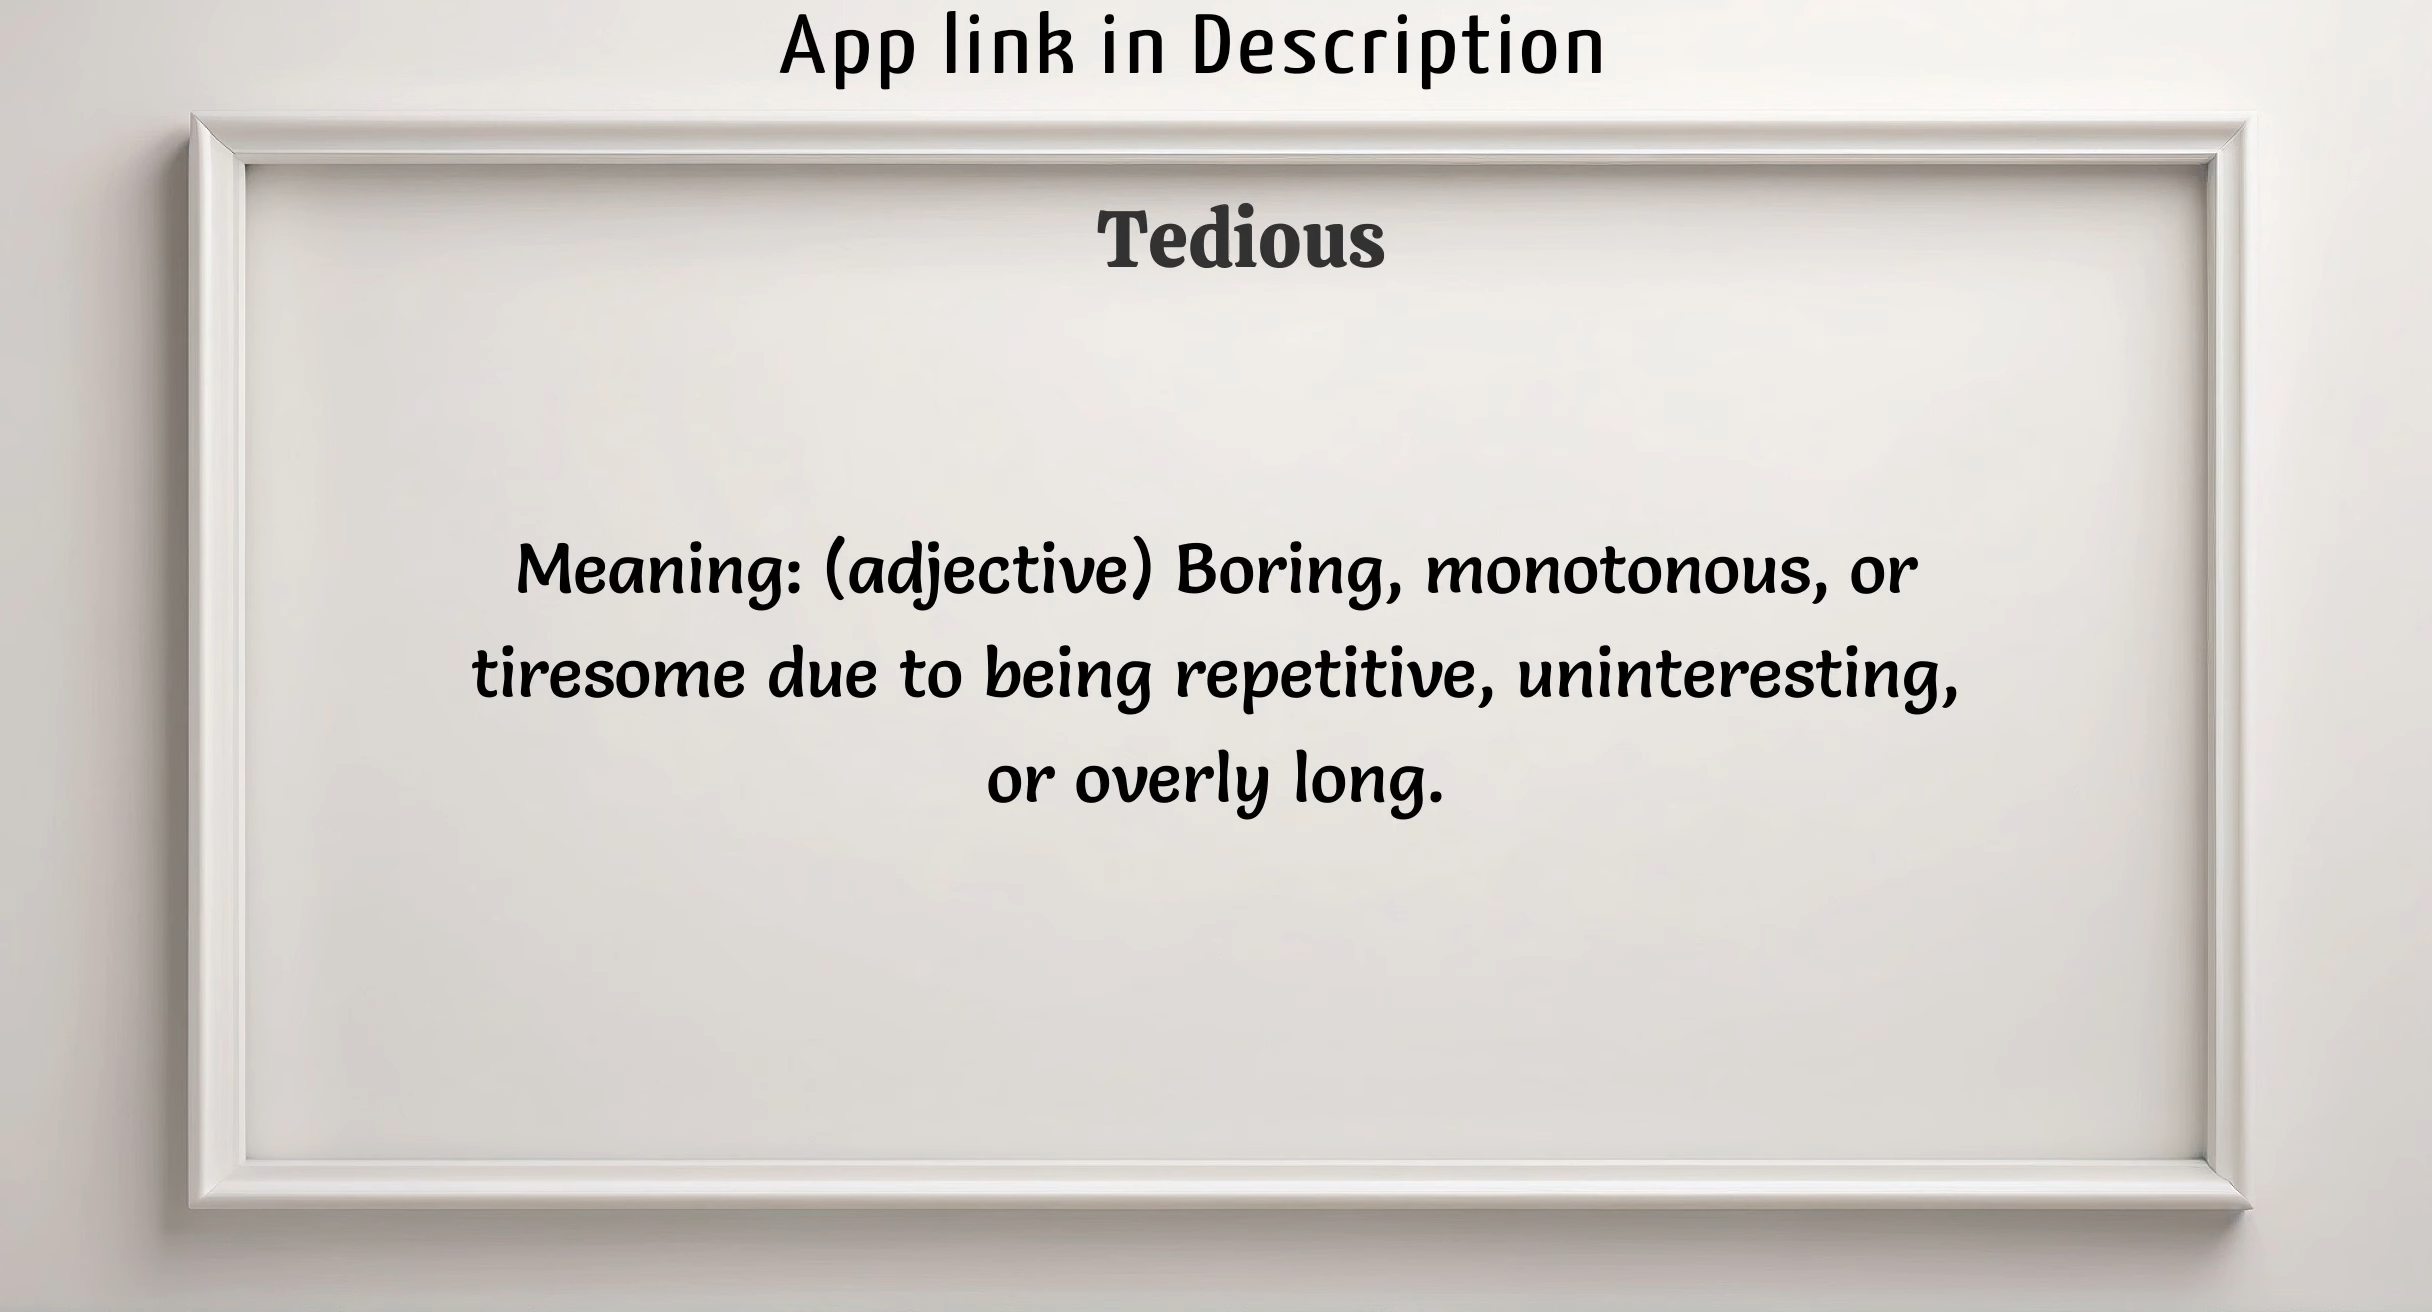 App link in Description
Tedious
Meaning: (adjective) Boring, monotonous, or
tiresome due to being repetitive, uninteresting,
or overly long.